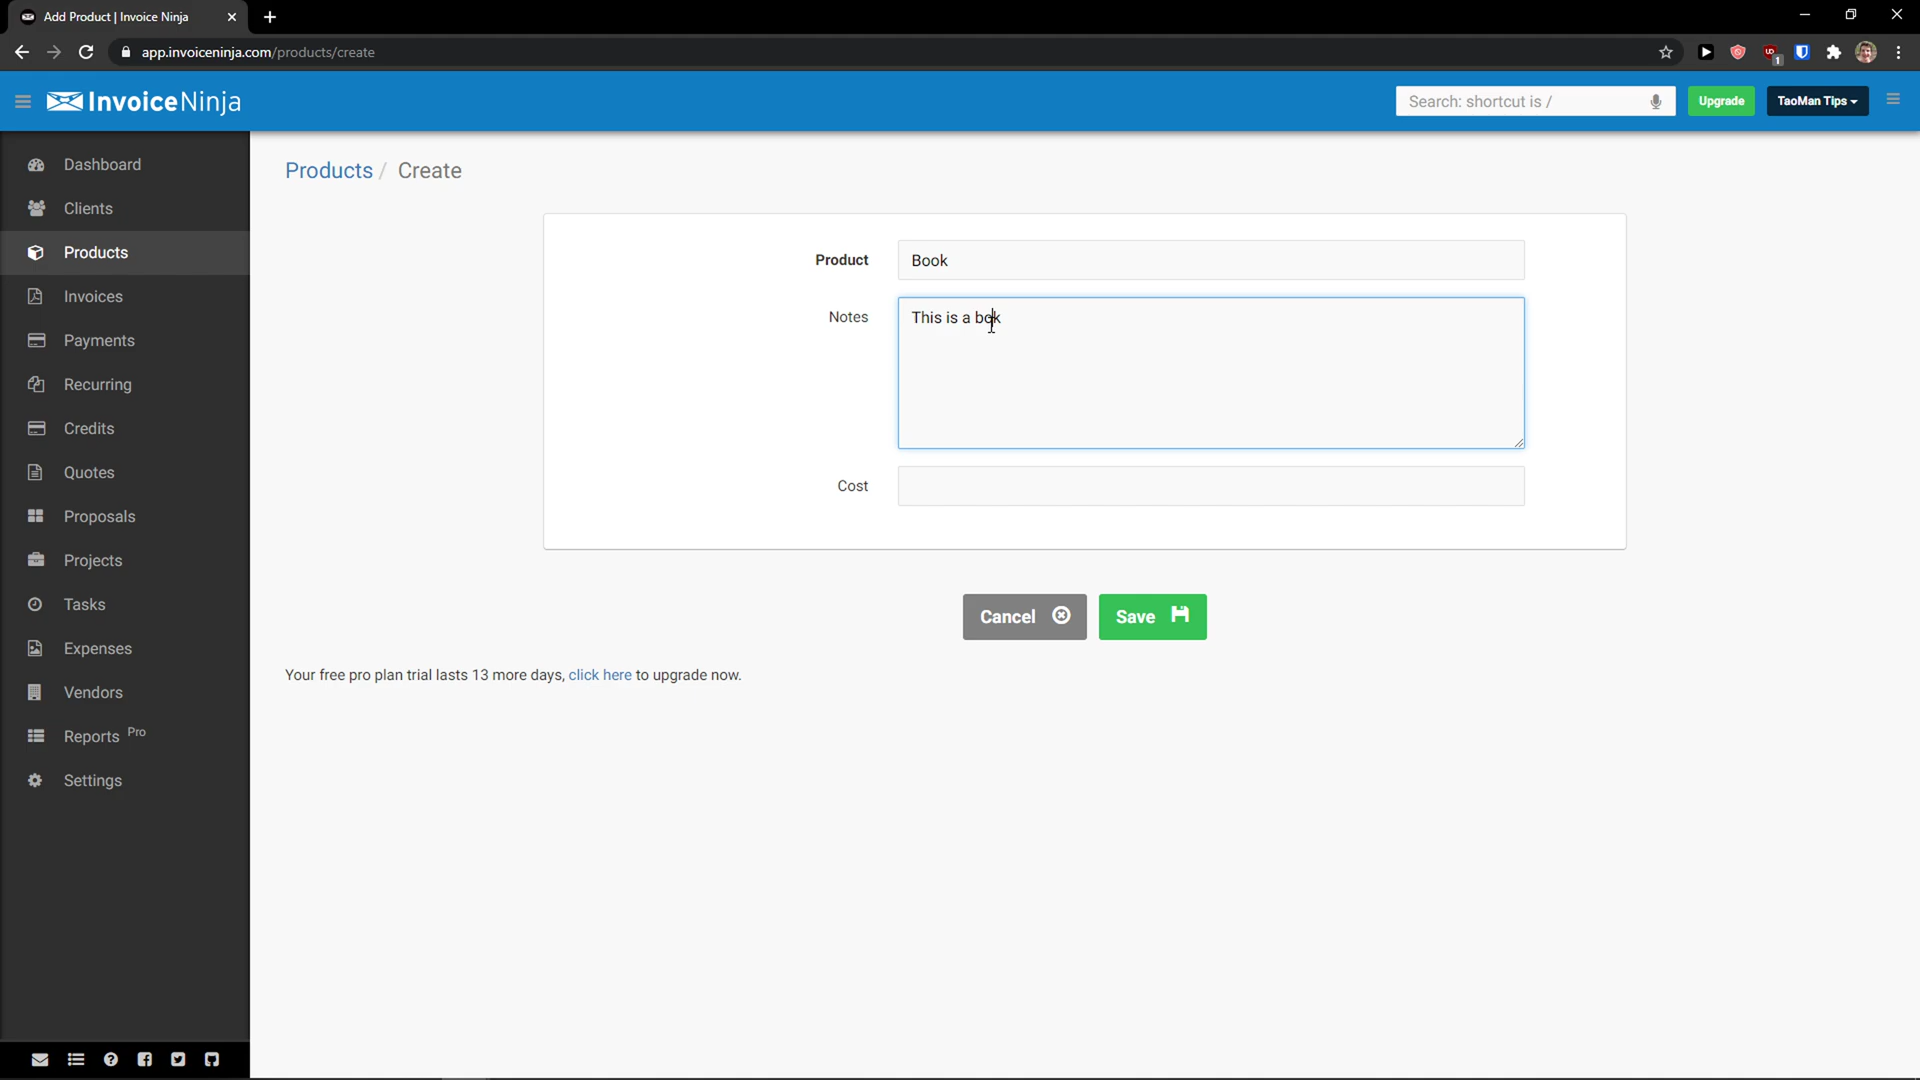 Add Product | Invoice Ninja
app.invoiceninja.com/products/create
UD
1
InvoiceNinja
Search: shortcut is /
Upgrade
TaoMan Tips
Dashboard
Clients
Products
Invoices
Payments
Recurring
Credits
Quotes
Proposals
Projects
Tasks
Expenses
Vendors
Reports Pro
Settings
Products / Create
Product
Book
Notes
This is a bok
Cost
Cancel
Save
Your free pro plan trial lasts 13 more days, click here to upgrade now.